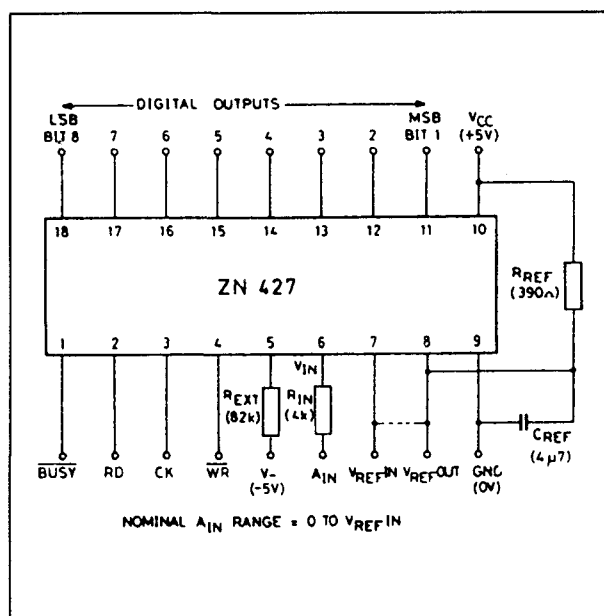 DIGITAL OUTPUTS
LSB MSB VCC
BIT 8 7 6 5 4 3 2 BIT 1 (+5V)
18 17 16 15 14 13 12 11 10
ZN 427
RREF
(390Ω)
1 2 3 4 5 6 7 8 9
VIN
REXT
(82k)
RIN
(4k)
CREF
(4µ7)
BUSY RD CK WR V- AIN VREF IN VREF OUT GND
(-5V) (0V)
NOMINAL AIN RANGE = 0 TO VREF IN